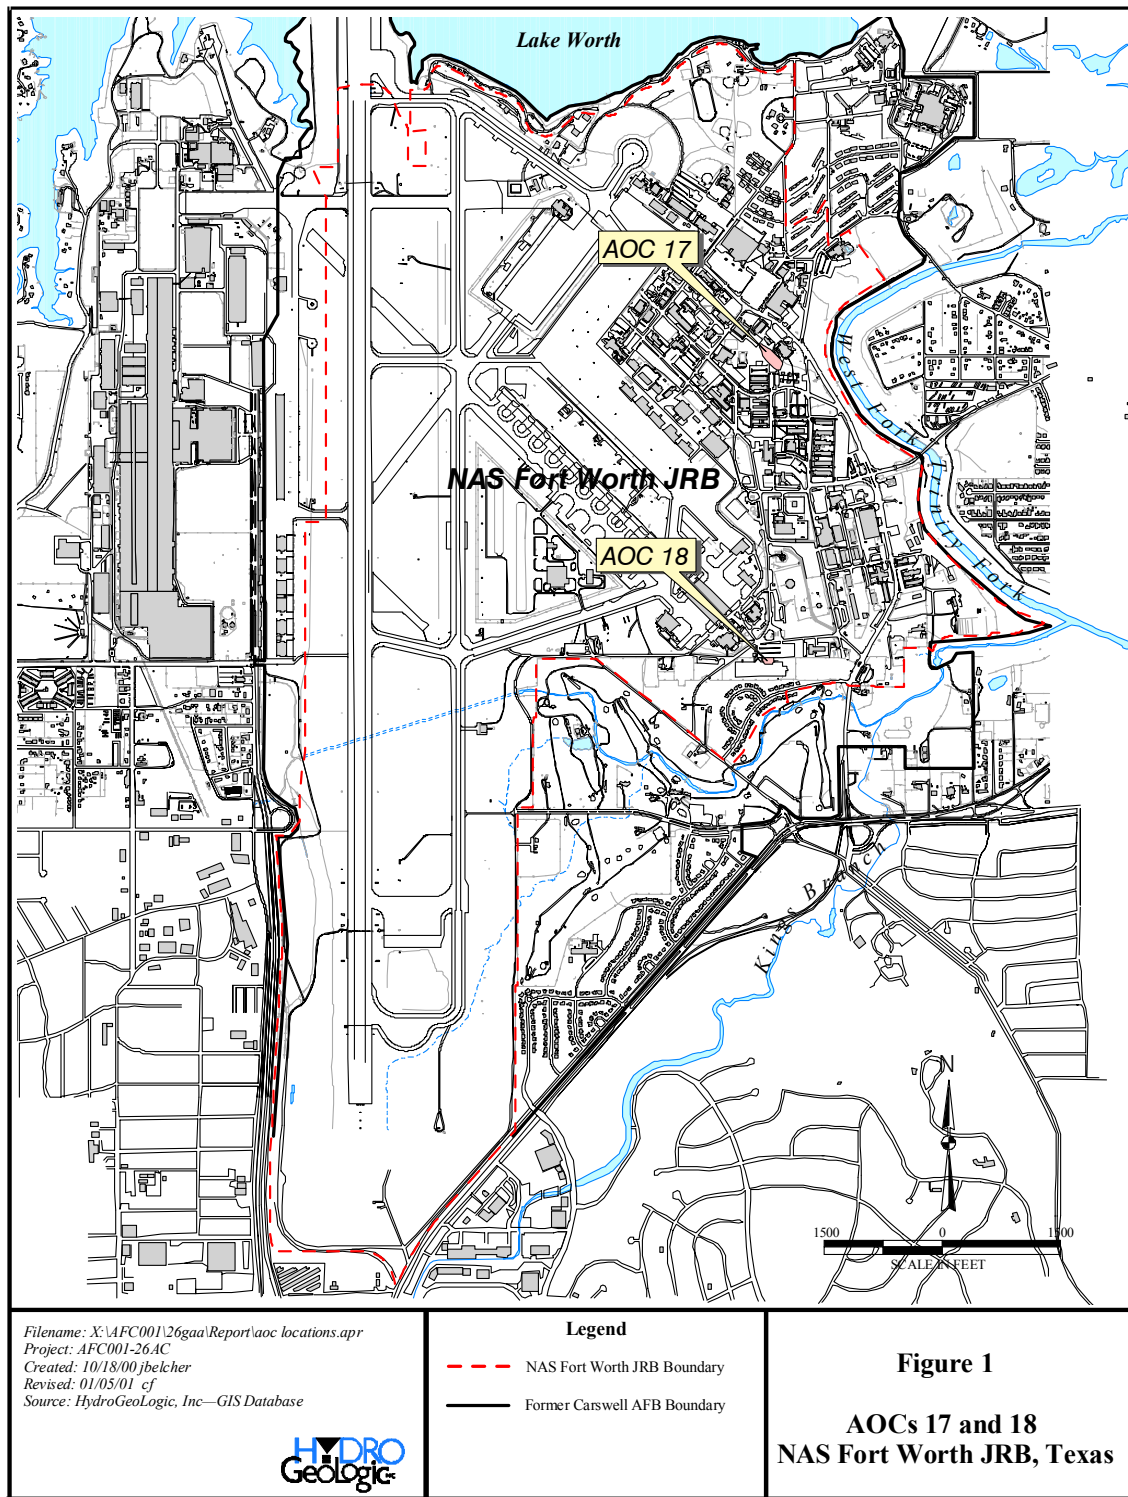 Lake Worth
AOC 17
West Fork Trinity Fork
NAS Fort Worth JRB
AOC 18
Kings Branch
N
1500 0 1500
SCALE IN FEET
Filename: X:\AFC001\26gaa\Report\aoc locations.apr
Project: AFC001-26AC
Created: 10/18/00 jbelcher
Revised: 01/05/01 cf
Source: HydroGeoLogic, Inc—GIS Database
HYDRO
GeoLogic INC
Legend
NAS Fort Worth JRB Boundary
Former Carswell AFB Boundary
Figure 1
AOCs 17 and 18
NAS Fort Worth JRB, Texas